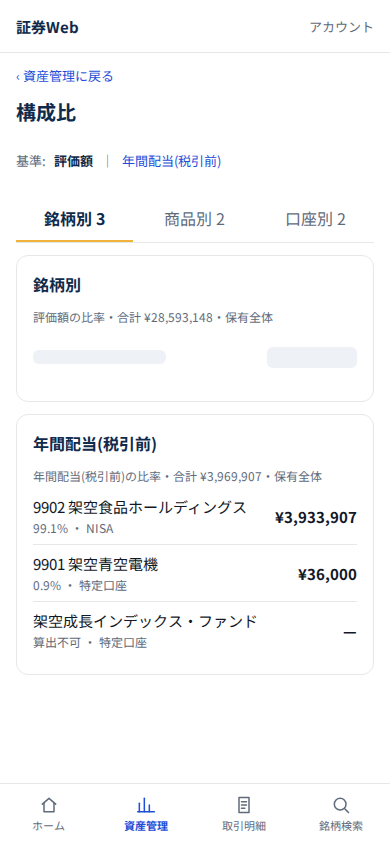 証券Web
アカウント
‹ 資産管理に戻る
構成比
基準: 評価額 | 年間配当(税引前)
銘柄別 3 商品別 2 口座別 2
銘柄別
評価額の比率・合計 ¥28,593,148・保有全体
年間配当(税引前)
年間配当(税引前)の比率・合計 ¥3,969,907・保有全体
9902 架空食品ホールディングス ¥3,933,907
99.1% ・ NISA
9901 架空青空電機 ¥36,000
0.9% ・ 特定口座
架空成長インデックス・ファンド —
算出不可 ・ 特定口座
ホーム 資産管理 取引明細 銘柄検索